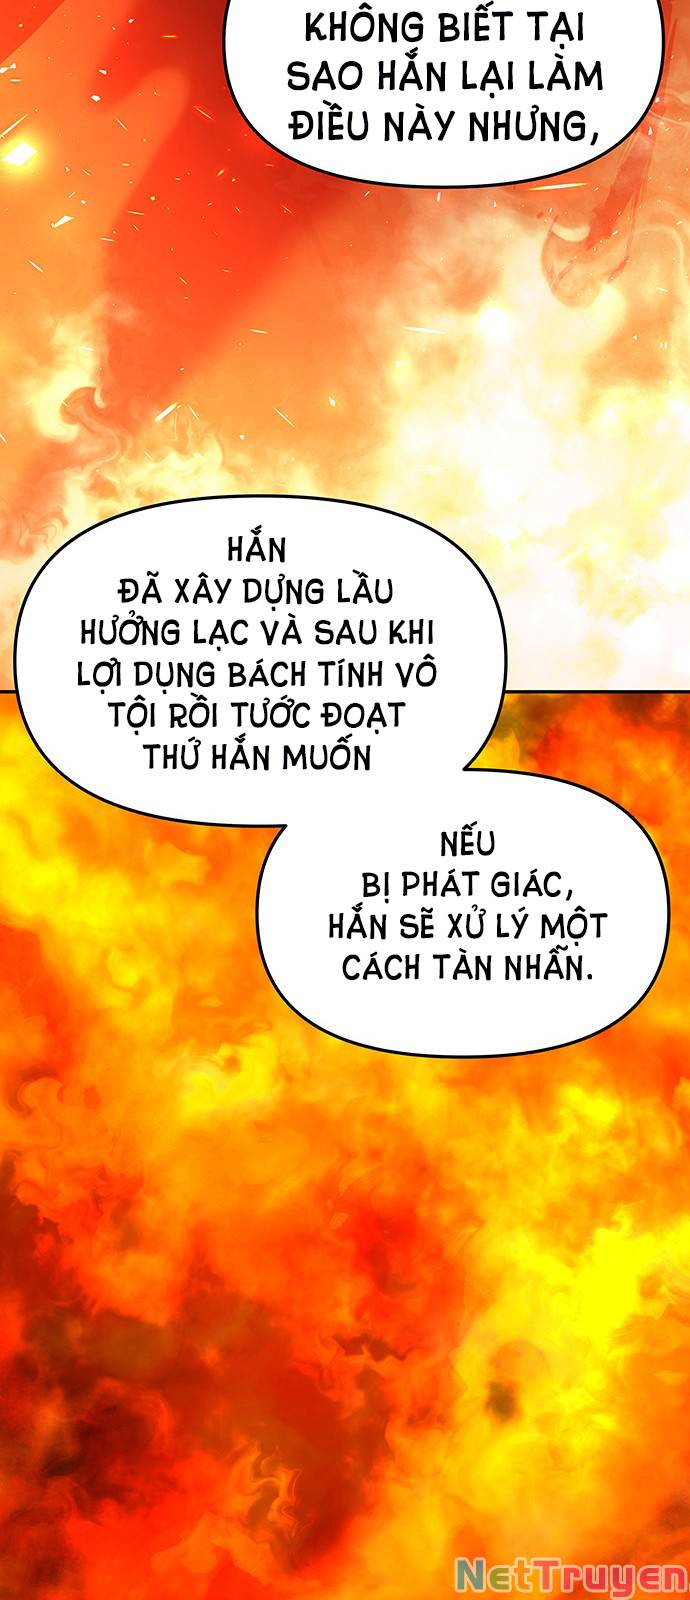 KHÔNG BIẾT TẠI
SAO HẮN LẠI LÀM
ĐIỀU NÀY NHƯNG,
HẮN
ĐÃ XÂY DỰNG LẦU
HƯỞNG LẠC VÀ SAU KHI
LỢI DỤNG BÁCH TÍNH VÔ
TỘI RỒI TƯỚC ĐOẠT
THỨ HẮN MUỐN
NẾU
BỊ PHÁT GIÁC,
HẮN SẼ XỬ LÝ MỘT
CÁCH TÀN NHẪN.
NetTruyen